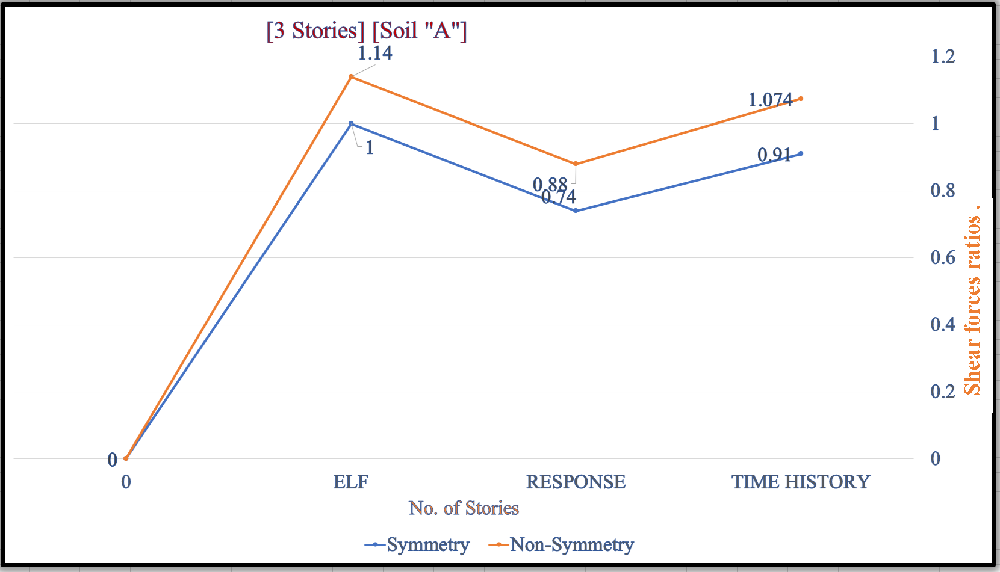 [3 Stories] [Soil "A"]
1.14
1.2
1.074
1
1
0.91
0.88
0.74
0.8
0.6
0.4
0.2
Shear forces ratios .
0
0
0
ELF
RESPONSE
TIME HISTORY
No. of Stories
Symmetry
Non-Symmetry